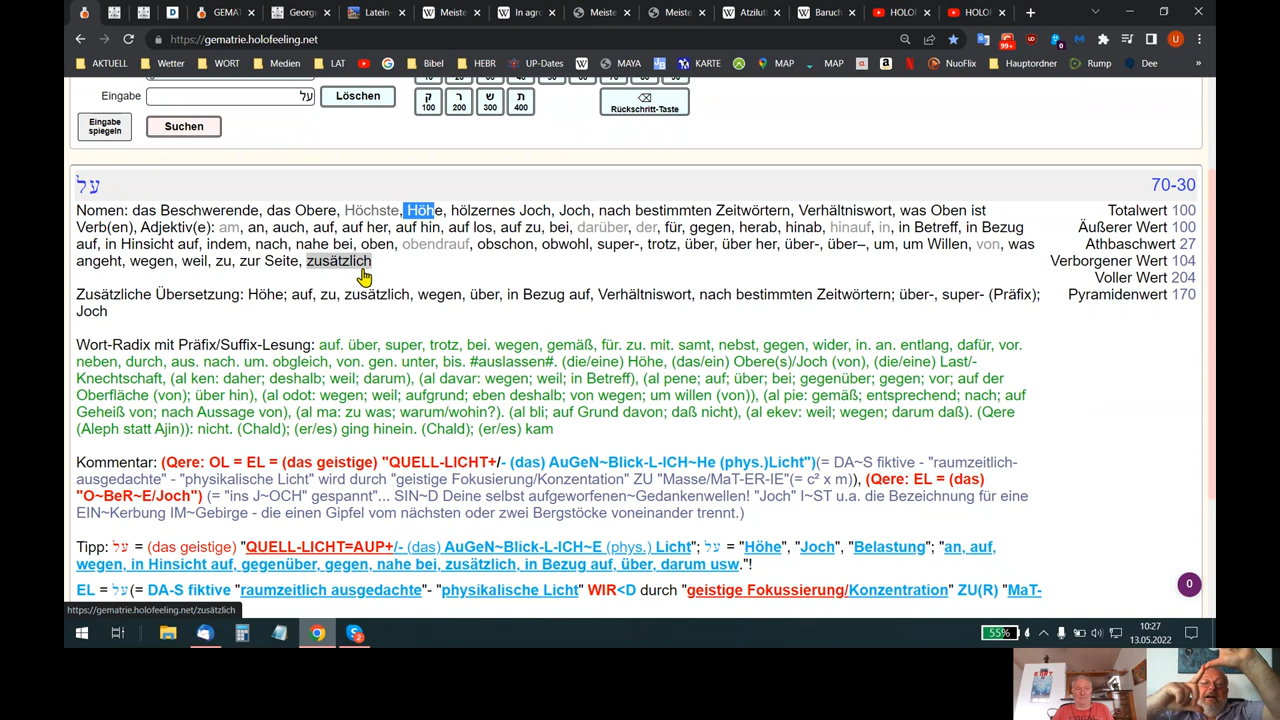 GEMAT
George
Latein-
Meiste
In agro
Meiste
Meiste
Atzilut
Baruch
HOLOF
HOLOF
https://gematrie.holofeeling.net
99+
0
ALLTAG
Wetter
WORT
Medien
LAT
Bibel
HEBR
UP-Dates
MAYA
KARTE
MAP
MAP
NuoFlix
Hauptordner
Rump
Dee
»
Eingabe על Löschen ק 100 ר 200 ש 300 ת 400 Rückschritt-Taste
Eingabe spiegeln Suchen
על 70-30
Nomen: das Beschwerende, das Obere, Höchste, Höhe, hölzernes Joch, Joch, nach bestimmten Zeitwörtern, Verhältniswort, was Oben ist Totalwert 100
Verb(en), Adjektiv(e): am, an, auch, auf, auf her, auf hin, auf los, auf zu, bei, darüber, der, für, gegen, herab, hinab, hinauf, in, in Betreff, in Bezug Äußerer Wert 100
auf, in Hinsicht auf, indem, nach, nahe bei, oben, obendrauf, obschon, obwohl, super-, trotz, über, über her, über-, über–, um, um Willen, von, was Athbaschwert 27
angeht, wegen, weil, zu, zur Seite, zusätzlich Verborgener Wert 104
Voller Wert 204
Zusätzliche Übersetzung: Höhe; auf, zu, zusätzlich, wegen, über, in Bezug auf, Verhältniswort, nach bestimmten Zeitwörtern; über-, super- (Präfix); Pyramidenwert 170
Joch
Wort-Radix mit Präfix/Suffix-Lesung: auf. über, super, trotz, bei. wegen, gemäß, für. zu. mit. samt, nebst, gegen, wider, in. an. entlang, dafür, vor.
neben, durch, aus. nach. um. obgleich, von. gen. unter, bis. #auslassen#. (die/eine) Höhe, (das/ein) Obere(s)/Joch (von), (die/eine) Last/-
Knechtschaft, (al ken: daher; deshalb; weil; darum), (al davar: wegen; weil; in Betreff), (al pene; auf; über; bei; gegenüber; gegen; vor; auf der
Oberfläche (von); über hin), (al odot: wegen; weil; aufgrund; eben deshalb; von wegen; um willen (von)), (al pie: gemäß; entsprechend; nach; auf
Geheiß von; nach Aussage von), (al ma: zu was; warum/wohin?). (al bli; auf Grund davon; daß nicht), (al ekev: weil; wegen; darum daß). (Qere
(Aleph statt Ajin)): nicht. (Chald); (er/es) ging hinein. (Chald); (er/es) kam
Kommentar: (Qere: OL = EL = (das geistige) "QUELL-LICHT+/- (das) AuGeN~Blick-L-ICH~He (phys.)Licht")(= DA~S fiktive - "raumzeitlich-
ausgedachte" - "physikalische Licht" wird durch "geistige Fokusierung/Konzentation" ZU "Masse/MaT-ER-IE"(= c² x m)), (Qere: EL = (das)
"O~BeR~E/Joch") (= "ins J~OCH" gespannt"... SIN~D Deine selbst aufgeworfenen~Gedankenwellen! "Joch" I~ST u.a. die Bezeichnung für eine
EIN~Kerbung IM~Gebirge - die einen Gipfel vom nächsten oder zwei Bergstöcke voneinander trennt.)
Tipp: על = (das geistige) "QUELL-LICHT=AUP+/- (das) AuGeN~Blick-L-ICH~E (phys.) Licht"; על = "Höhe", "Joch", "Belastung"; "an, auf,
wegen, in Hinsicht auf, gegenüber, gegen, nahe bei, zusätzlich, in Bezug auf, über, darum usw."!
EL = על(= DA-S fiktive "raumzeitlich ausgedachte"- "physikalische Licht" WIR<D durch "geistige Fokussierung/Konzentation" ZU(R) "MaT-
0
https://gematrie.holofeeling.net/zusätzlich
55%
10:27
13.05.2022